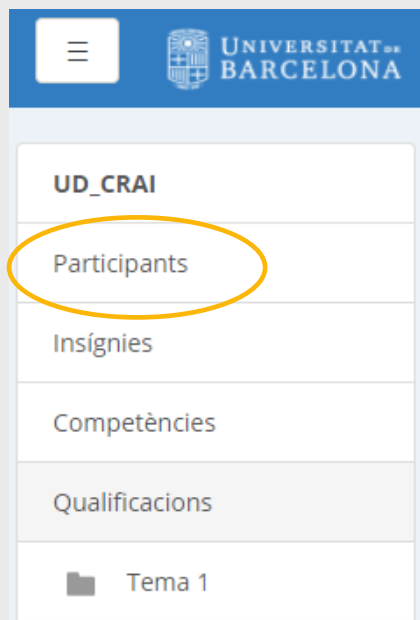 UNIVERSITAT DE
BARCELONA
UD_CRAI
Participants
Insígnies
Competències
Qualificacions
Tema 1